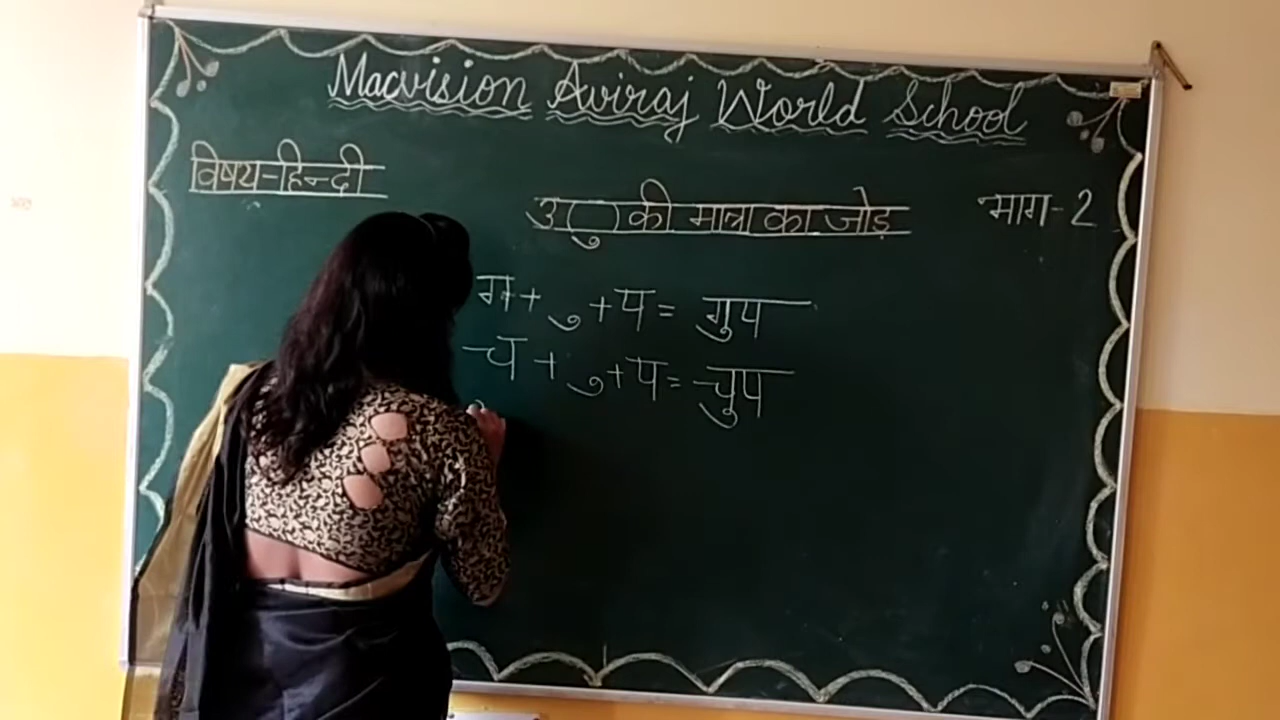 Macvision Aviraj World School
विषय-हिन्दी
उ ( ु ) की मात्रा का जोड़
भाग-2
ग + ु + प = गुप
च + ु + प = चुप